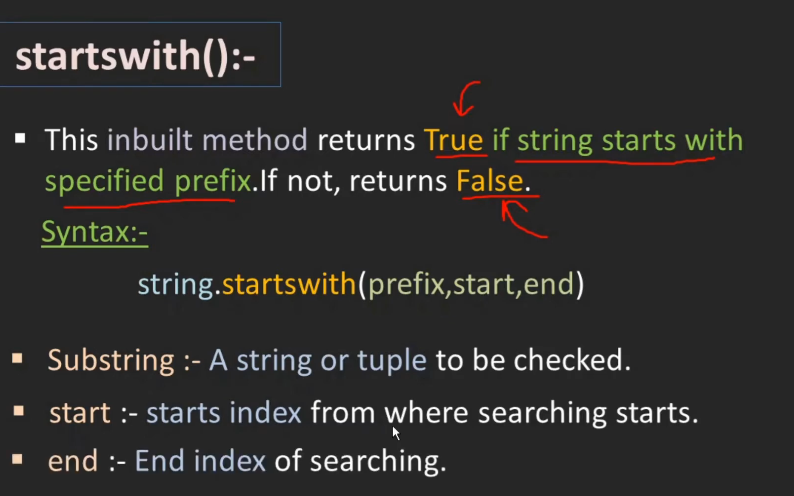 startswith():-
▪ This inbuilt method returns True if string starts with
specified prefix.If not, returns False.
Syntax:-
string.startswith(prefix,start,end)
▪ Substring :- A string or tuple to be checked.
▪ start :- starts index from where searching starts.
▪ end :- End index of searching.